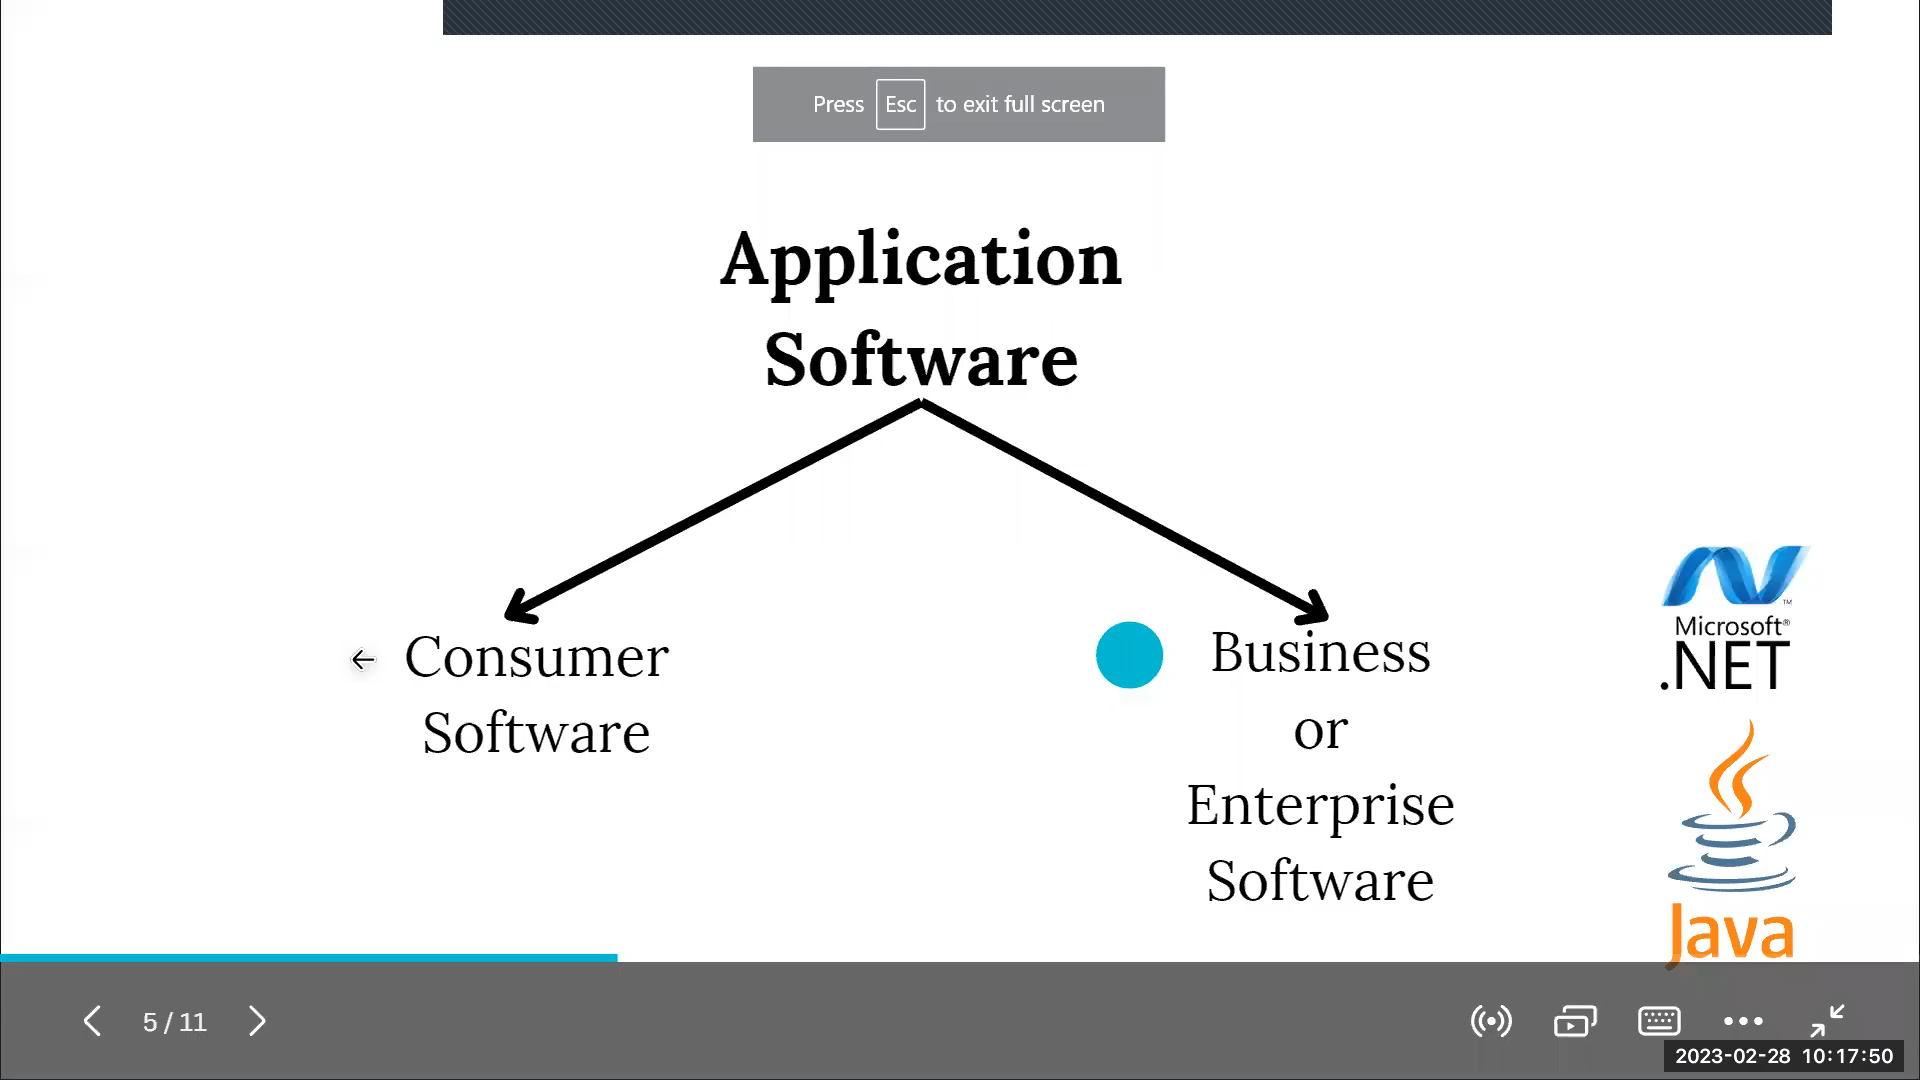 Press Esc to exit full screen
Application
Software
Consumer
Software
Business
or
Enterprise
Software
Microsoft®
.NET
Java
5 / 11
2023-02-28 10:17:50